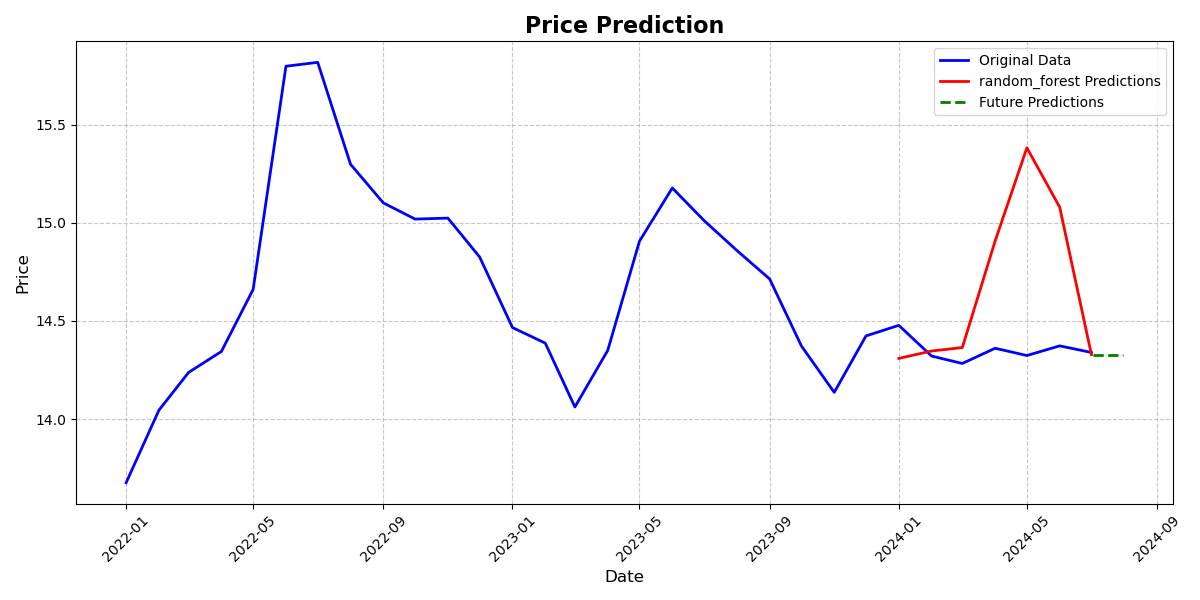 Price Prediction
Original Data
random_forest Predictions
Future Predictions
Price
15.5
15.0
14.5
14.0
2022-01
2022-05
2022-09
2023-01
2023-05
2023-09
2024-01
2024-05
2024-09
Date